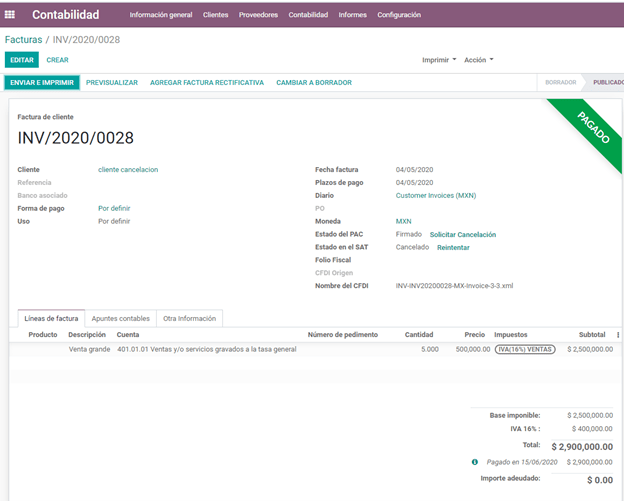 Contabilidad Información general Clientes Proveedores Contabilidad Informes Configuración
Facturas / INV/2020/0028
EDITAR CREAR Imprimir Acción
ENVIAR E IMPRIMIR PREVISUALIZAR AGREGAR FACTURA RECTIFICATIVA CAMBIAR A BORRADOR BORRADOR PUBLICADO
PAGADO
Factura de cliente
INV/2020/0028
Cliente cliente cancelacion Fecha factura 04/05/2020
Referencia Plazos de pago 04/05/2020
Banco asociado Diario Customer Invoices (MXN)
Forma de pago Por definir PO
Uso Por definir Moneda MXN
Estado del PAC Firmado Solicitar Cancelación
Estado en el SAT Cancelado Reintentar
Folio Fiscal
CFDI Origen
Nombre del CFDI INV-INV20200028-MX-Invoice-3-3.xml
Líneas de factura Apuntes contables Otra Información
Producto Descripción Cuenta Número de pedimento Cantidad Precio Impuestos Subtotal
Venta grande 401.01.01 Ventas y/o servicios gravados a la tasa general 5.000 500,000.00 IVA(16%) VENTAS $ 2,500,000.00
Base imponible: $ 2,500,000.00
IVA 16% : $ 400,000.00
Total: $ 2,900,000.00
Pagado en 15/06/2020 $ 2,900,000.00
Importe adeudado: $ 0.00